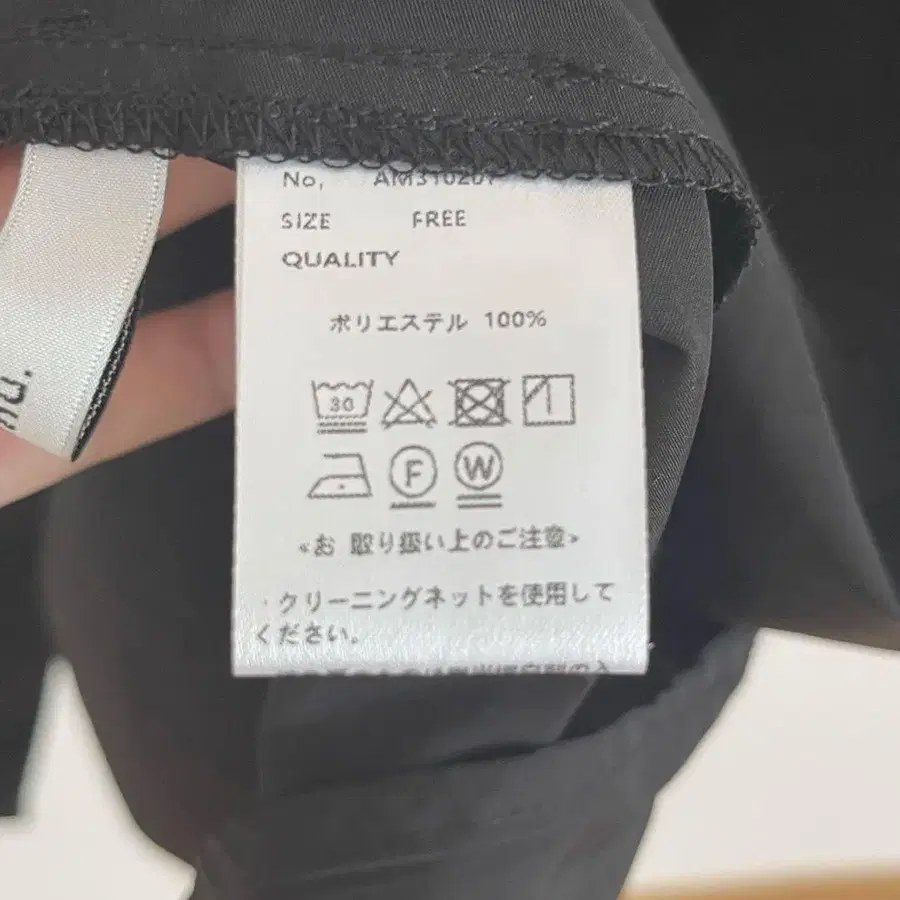 No,
SIZE FREE
QUALITY
ポリエステル 100%
30
F W
«お 取り扱い上のご注意»
・クリーニングネットを使用して
ください。